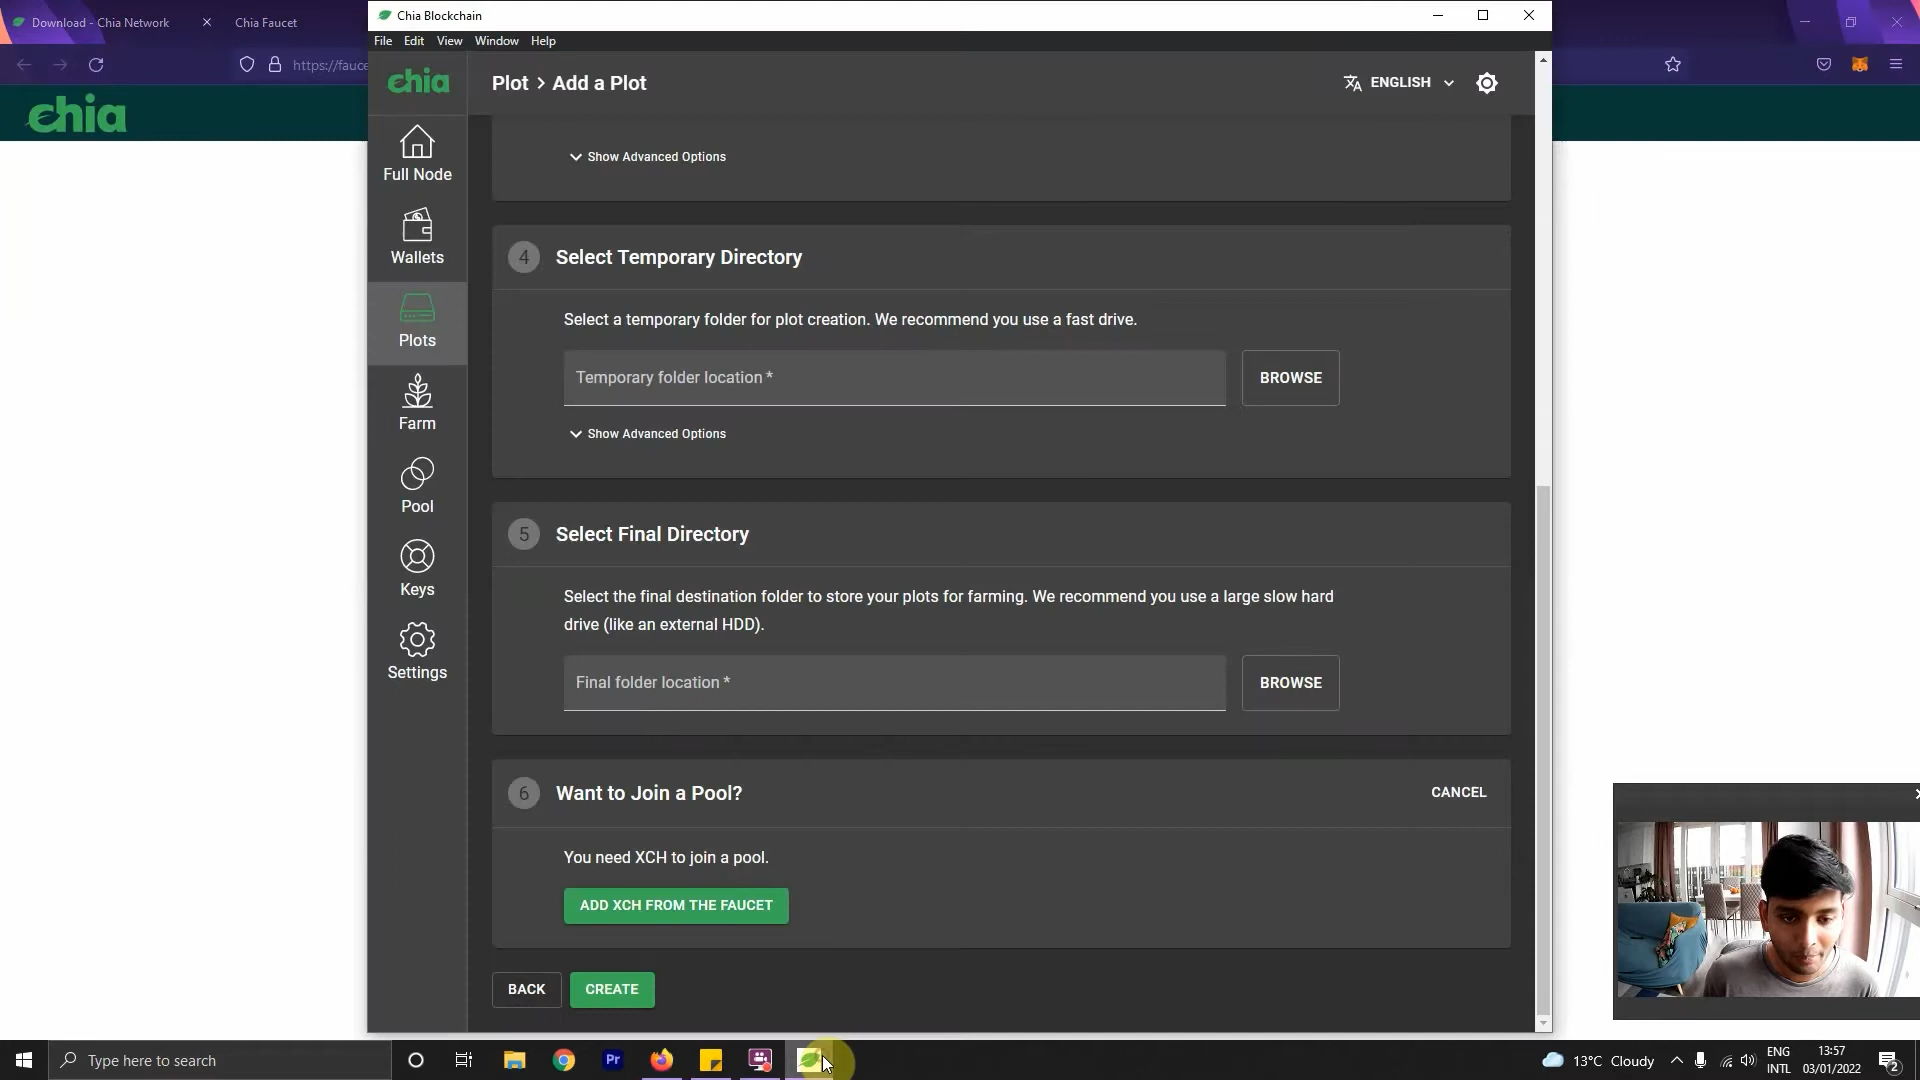 Download - Chia Network
Chia Faucet
https://fauce
chia
Chia Blockchain
File Edit View Window Help
chia
Plot > Add a Plot
ENGLISH
Full Node
Wallets
Plots
Farm
Pool
Keys
Settings
Show Advanced Options
4 Select Temporary Directory
Select a temporary folder for plot creation. We recommend you use a fast drive.
Temporary folder location *
BROWSE
Show Advanced Options
5 Select Final Directory
Select the final destination folder to store your plots for farming. We recommend you use a large slow hard
drive (like an external HDD).
Final folder location *
BROWSE
6 Want to Join a Pool?
CANCEL
You need XCH to join a pool.
ADD XCH FROM THE FAUCET
BACK
CREATE
Type here to search
Pr
13°C Cloudy
ENG
INTL
13:57
03/01/2022
2